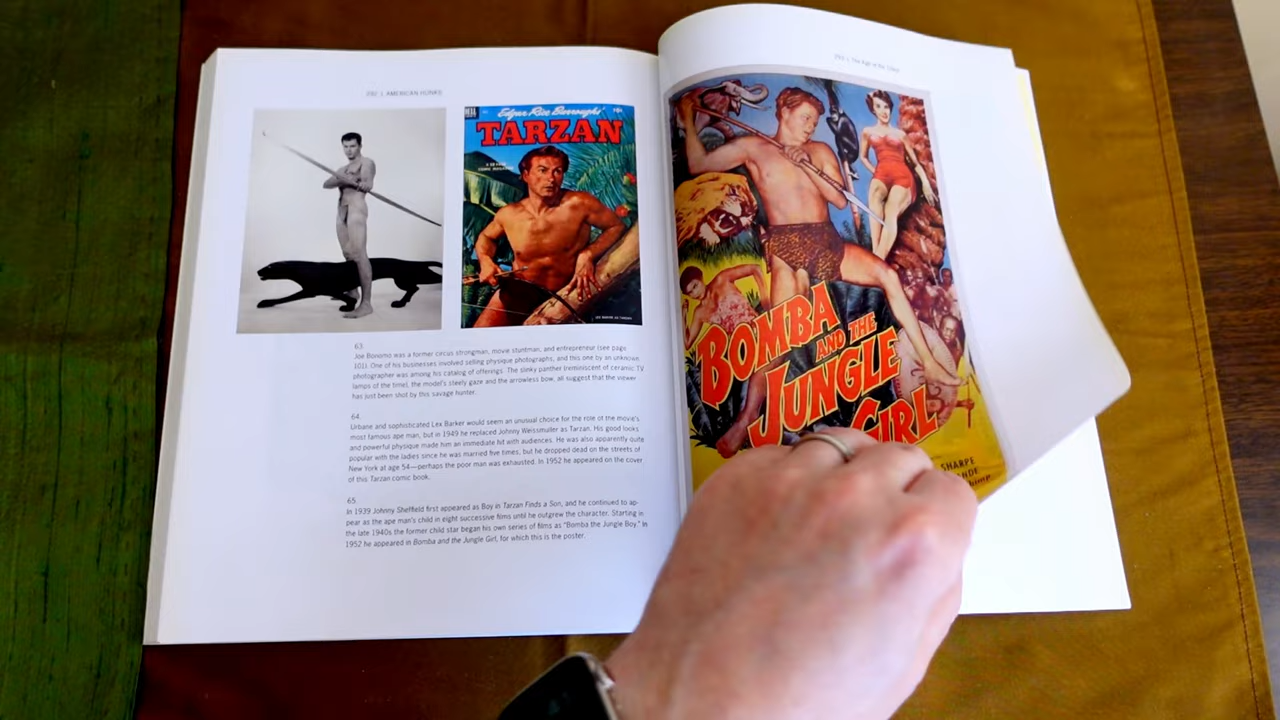 292 | AMERICAN HUNKS
DELL
Edgar Rice Burroughs'
10¢
TARZAN
LEX BARKER AS TARZAN
63.
Joe Bonomo was a former circus strongman, movie stuntman, and entrepreneur (see page
101). One of his businesses involved selling physique photographs, and this one by an unknown
photographer was among his catalog of offerings. The slinky panther (reminiscent of ceramic TV
lamps of the time), the model's steely gaze and the arrowless bow, all suggest that the viewer
has just been shot by this savage hunter.
64.
Urbane and sophisticated Lex Barker would seem an unusual choice for the role of the movie's
most famous ape man, but in 1949 he replaced Johnny Weissmuller as Tarzan. His good looks
and powerful physique made him an immediate hit with audiences. He was also apparently quite
popular with the ladies since he was married five times, but he dropped dead on the streets of
New York at age 54—perhaps the poor man was exhausted. In 1952 he appeared on the cover
of this Tarzan comic book.
65.
In 1939 Johnny Sheffield first appeared as Boy in Tarzan Finds a Son, and he continued to ap-
pear as the ape man's child in eight successive films until he outgrew the character. Starting in
the late 1940s the former child star began his own series of films as "Bomba the Jungle Boy." In
1952 he appeared in Bomba and the Jungle Girl, for which this is the poster.
BOMBA
AND THE
JUNGLE
GIRL
SHARPE